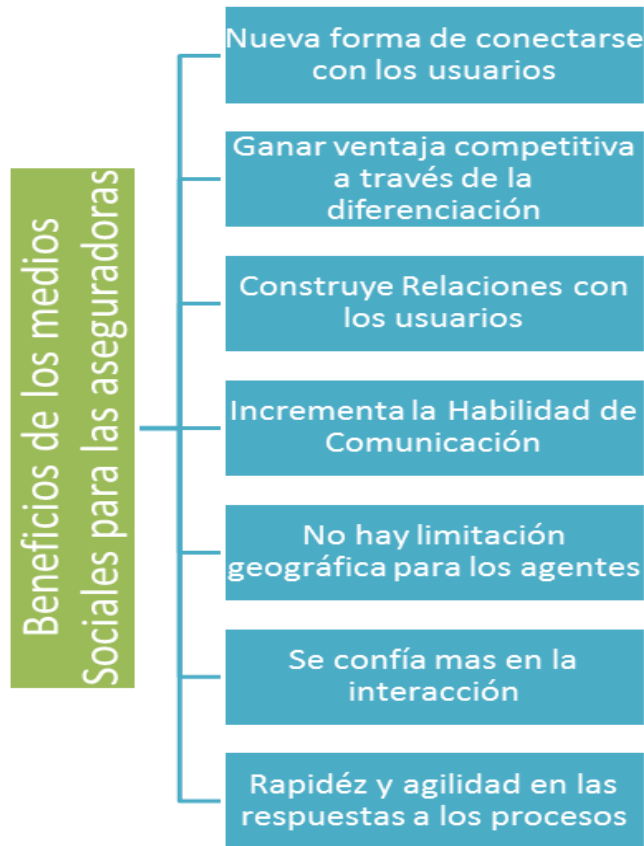 Beneficios de los medios
Sociales para las aseguradoras
Nueva forma de conectarse
con los usuarios
Ganar ventaja competitiva
a través de la
diferenciación
Construye Relaciones con
los usuarios
Incrementa la Habilidad de
Comunicación
No hay limitación
geográfica para los agentes
Se confía mas en la
interacción
Rapidéz y agilidad en las
respuestas a los procesos